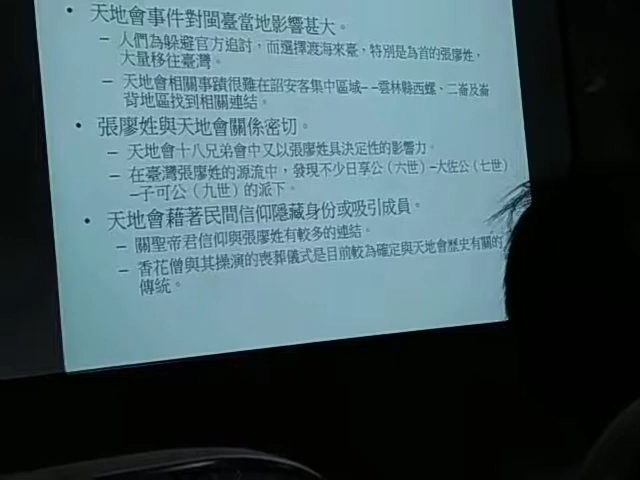 • 天地會事件對閩臺當地影響甚大。
– 人們為躲避官方追討，而選擇渡海來臺，特別是為首的張廖姓，
大量移往臺灣。
– 天地會相關事蹟很難在詔安客集中區域--雲林縣西螺、二崙及崙
背地區找到相關連結。
• 張廖姓與天地會關係密切。
– 天地會十八兄弟會中又以張廖姓具決定性的影響力。
– 在臺灣張廖姓的源流中，發現不少日享公（六世）–大佐公（七世）
–子可公（九世）的派下。
• 天地會藉著民間信仰隱藏身份或吸引成員。
– 關聖帝君信仰與張廖姓有較多的連結。
– 香花僧與其操演的喪葬儀式是目前較為確定與天地會歷史有關的
傳統。